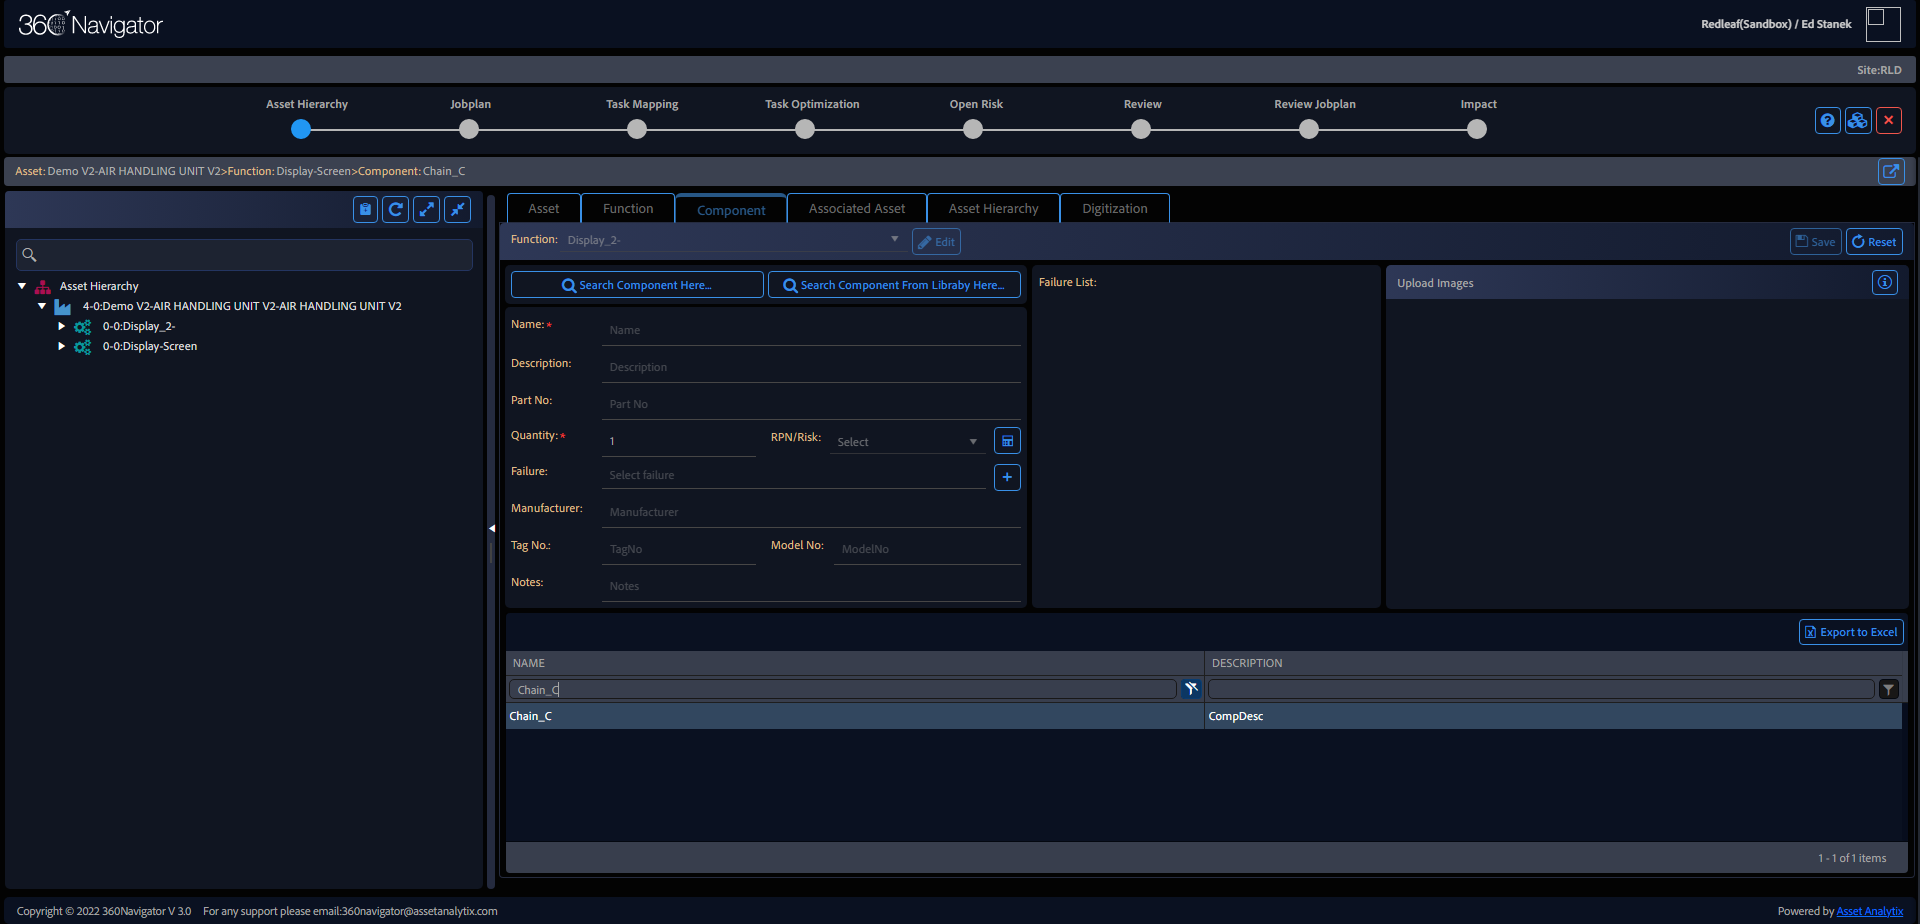 360 Navigator
Redleaf(Sandbox) / Ed Stanek
Site:RLD
Asset Hierarchy Jobplan Task Mapping Task Optimization Open Risk Review Review Jobplan Impact
Asset: Demo V2-AIR HANDLING UNIT V2>Function: Display-Screen>Component: Chain_C
Asset Function Component Associated Asset Asset Hierarchy Digitization
Function: Display_2- Edit Save Reset
Asset Hierarchy
4-0:Demo V2-AIR HANDLING UNIT V2-AIR HANDLING UNIT V2
0-0:Display_2-
0-0:Display-Screen
Search Component Here... Search Component From Libraby Here...
Name:* Name
Description: Description
Part No: Part No
Quantity:* 1 RPN/Risk: Select
Failure: Select failure
+
Manufacturer: Manufacturer
Tag No.: TagNo Model No: ModelNo
Notes: Notes
Failure List:
Upload Images
Export to Excel
NAME DESCRIPTION
Chain_C
Chain_C CompDesc
1 - 1 of 1 items
Copyright © 2022 360Navigator V 3.0 For any support please email:360navigator@assetanalytix.com
Powered by Asset Analytix